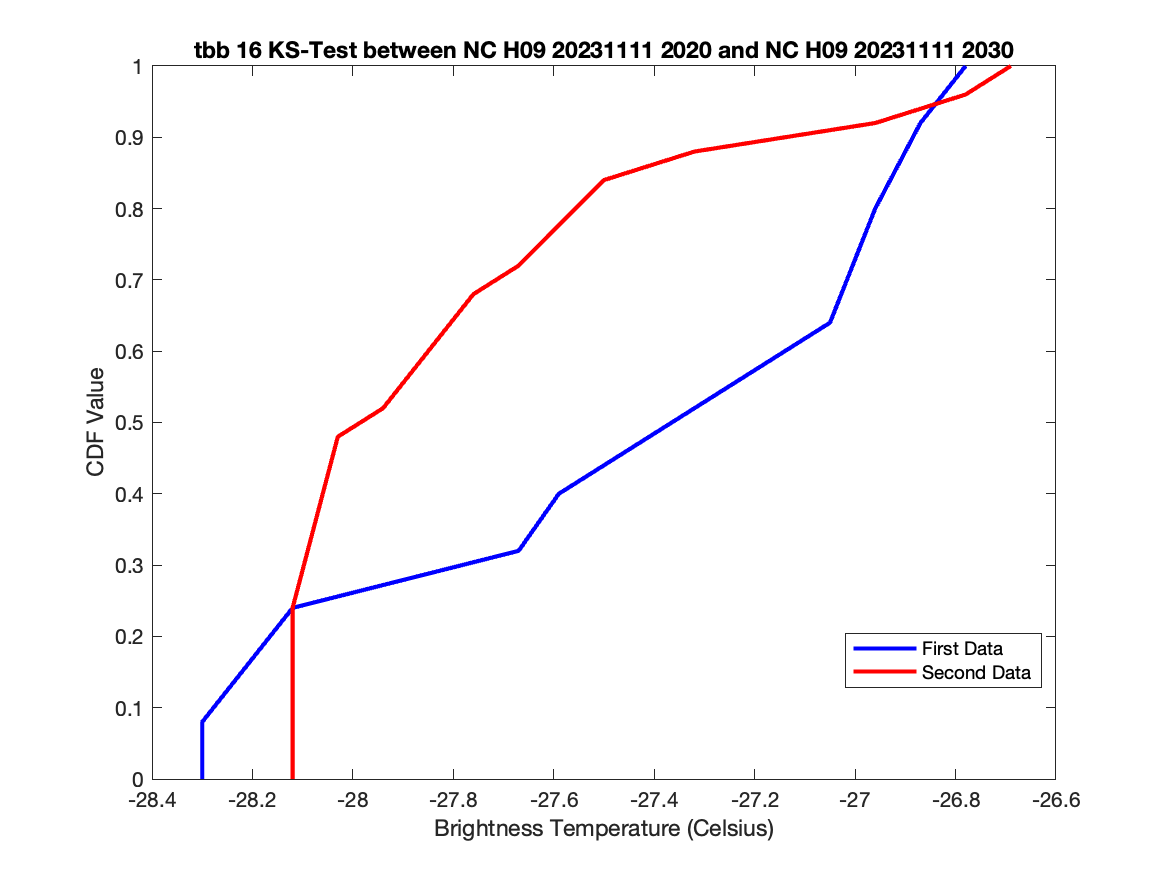 tbb 16 KS-Test between NC H09 20231111 2020 and NC H09 20231111 2030
1
0.9
0.8
0.7
0.6
0.5
0.4
0.3
0.2
0.1
0
CDF Value
First Data
Second Data
-28.4 -28.2 -28 -27.8 -27.6 -27.4 -27.2 -27 -26.8 -26.6
Brightness Temperature (Celsius)